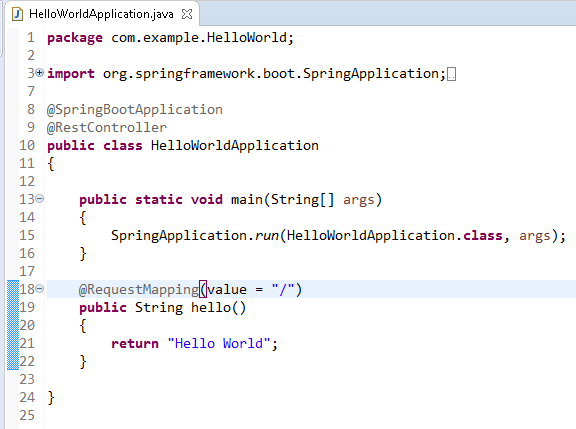 HelloWorldApplication.java
1 package com.example.HelloWorld;
2
3 import org.springframework.boot.SpringApplication;
7
8 @SpringBootApplication
9 @RestController
10 public class HelloWorldApplication
11 {
12
13 public static void main(String[] args)
14 {
15 SpringApplication.run(HelloWorldApplication.class, args);
16 }
17
18 @RequestMapping(value = "/")
19 public String hello()
20 {
21 return "Hello World";
22 }
23
24 }
25